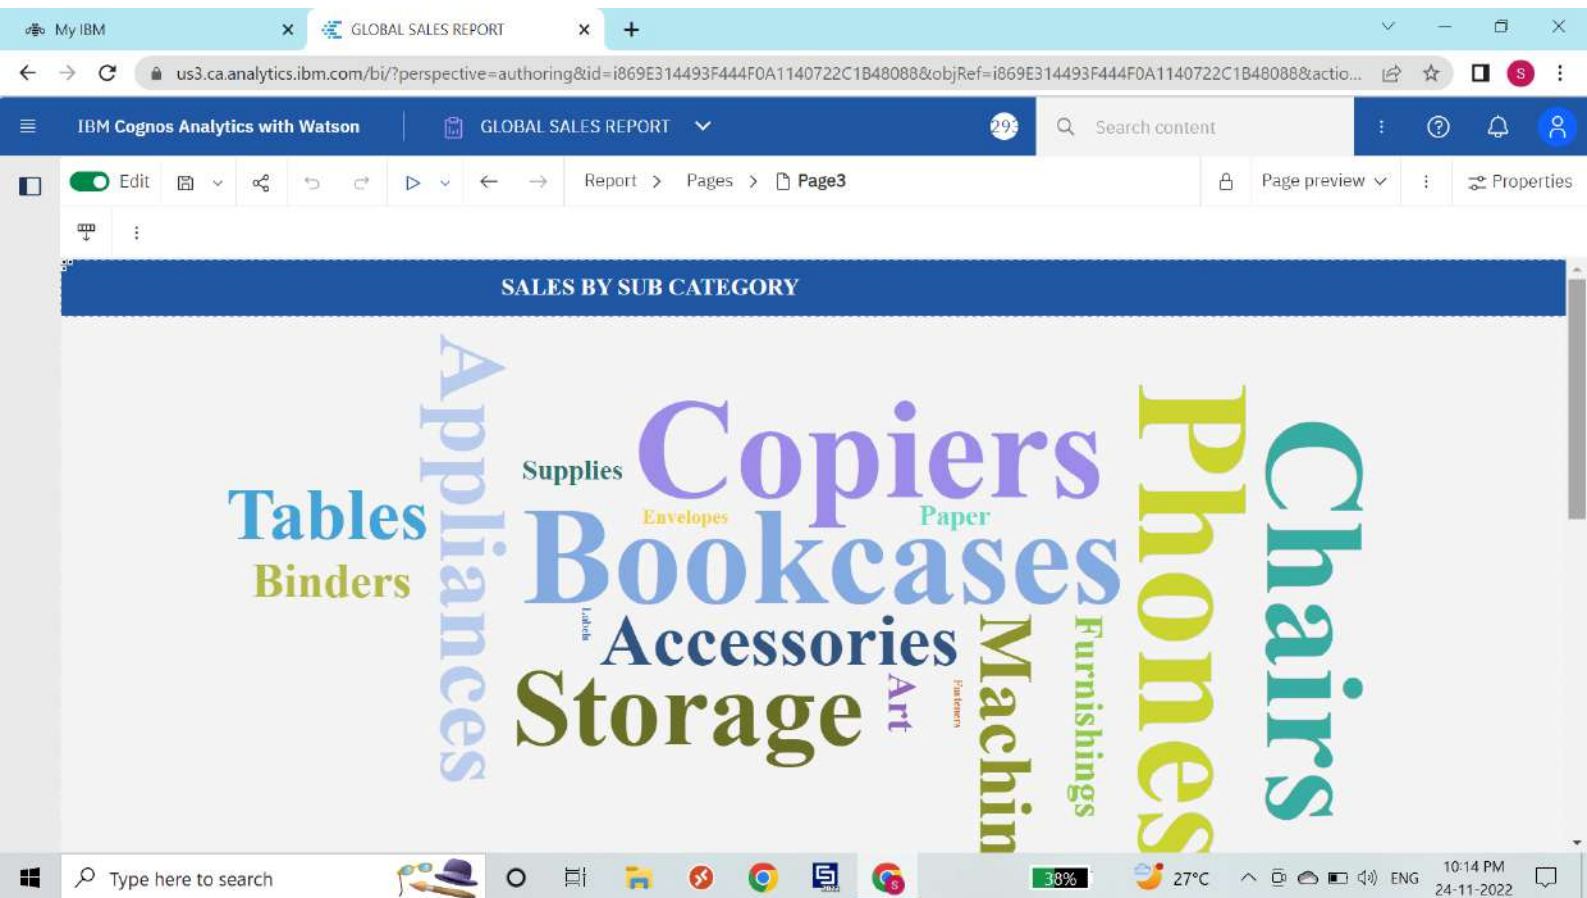 My IBM
GLOBAL SALES REPORT
us3.ca.analytics.ibm.com/bi/?perspective=authoring&id=i869E314493F444F0A1140722C1B48088&objRef=i869E314493F444F0A1140722C1B48088&actio...
S
IBM Cognos Analytics with Watson
GLOBAL SALES REPORT
293
Search content
Edit
Report > Pages > Page3
Page preview
Properties
SALES BY SUB CATEGORY
Appliances
Copiers
Phones
Chairs
Supplies
Tables
Envelopes
Paper
Bookcases
Binders
Labels
Accessories
Machin
Furnishings
Storage
Art
Fasteners
Type here to search
38%
27°C
ENG
10:14 PM
24-11-2022